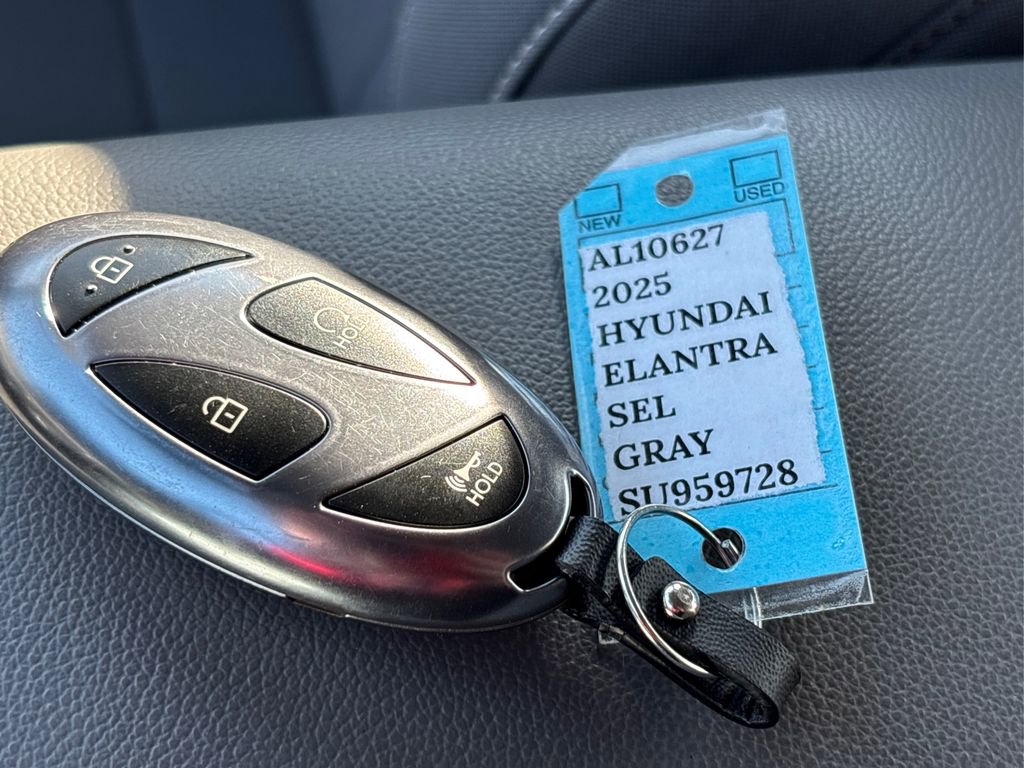 NEW USED
AL10627
2025
HYUNDAI
ELANTRA
SEL
GRAY
SU959728
HOLD
HOLD